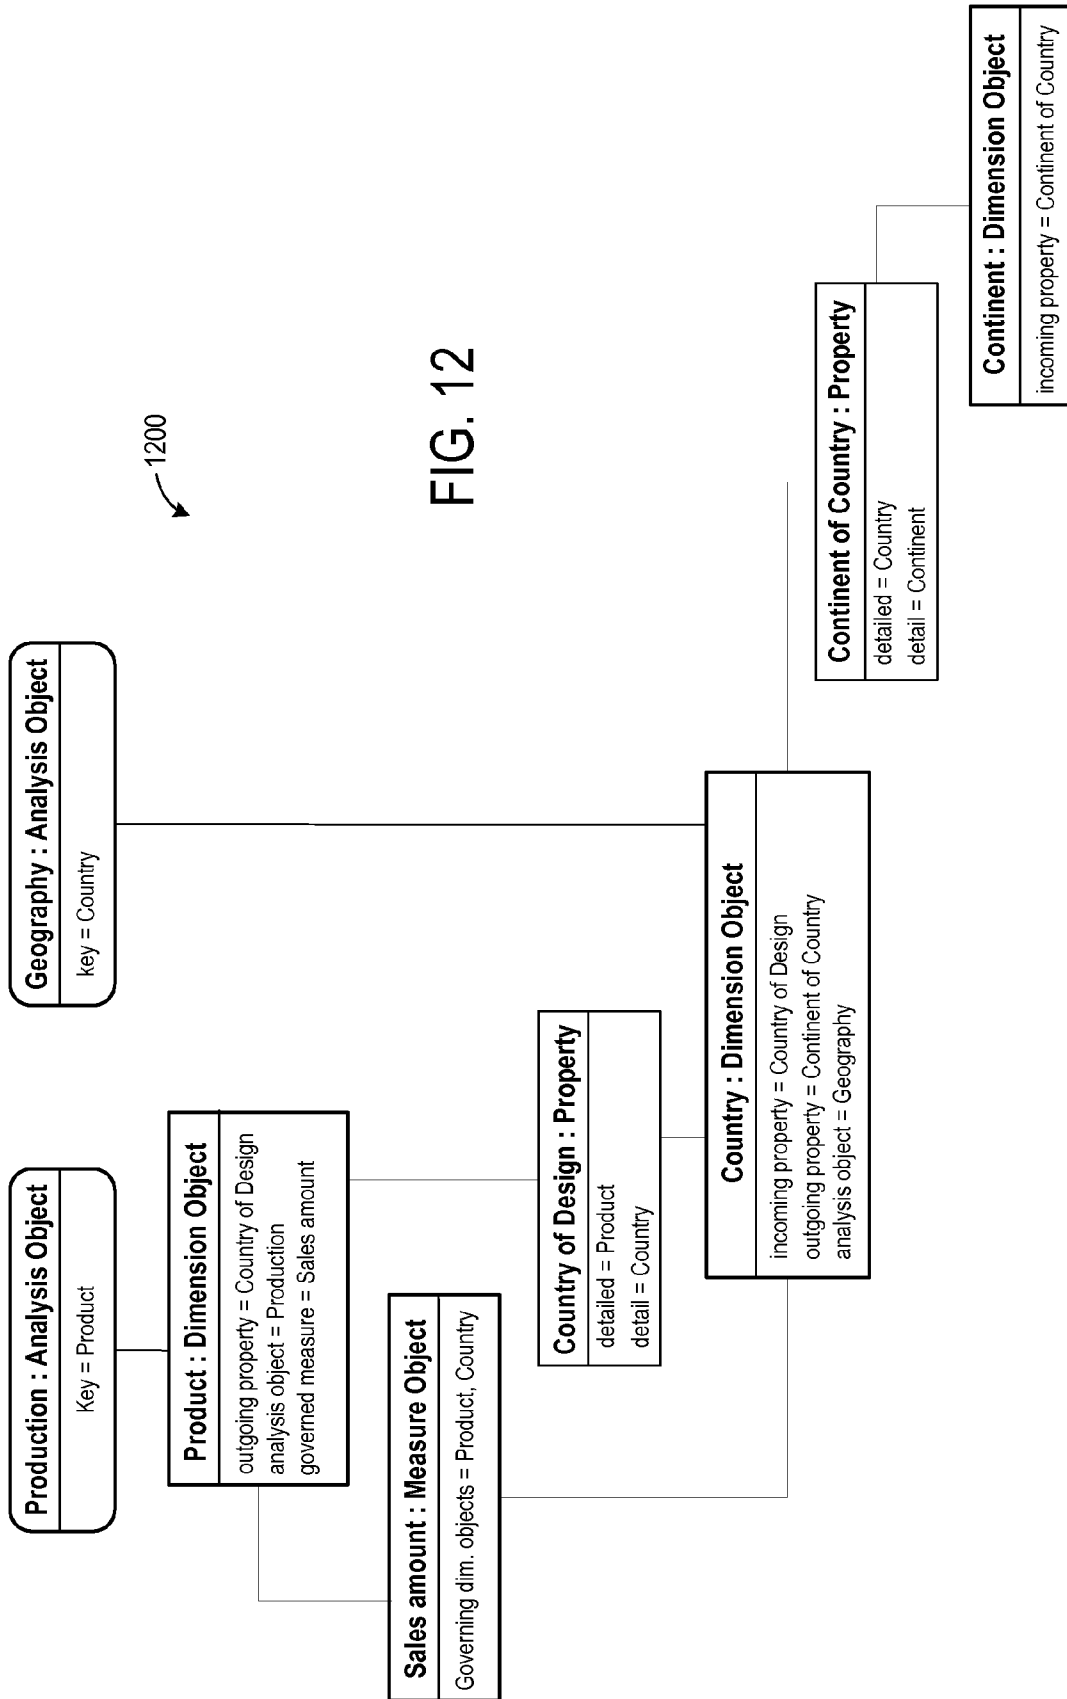 Production : Analysis Object
Key = Product
Geography : Analysis Object
key = Country
1200
Product : Dimension Object
outgoing property = Country of Design
analysis object = Production
governed measure = Sales amount
Sales amount : Measure Object
Governing dim. objects = Product, Country
FIG. 12
Country of Design : Property
detailed = Product
detail = Country
Country : Dimension Object
incoming property = Country of Design
outgoing property = Continent of Country
analysis object = Geography
Continent of Country : Property
detailed = Country
detail = Continent
Continent : Dimension Object
incoming property = Continent of Country